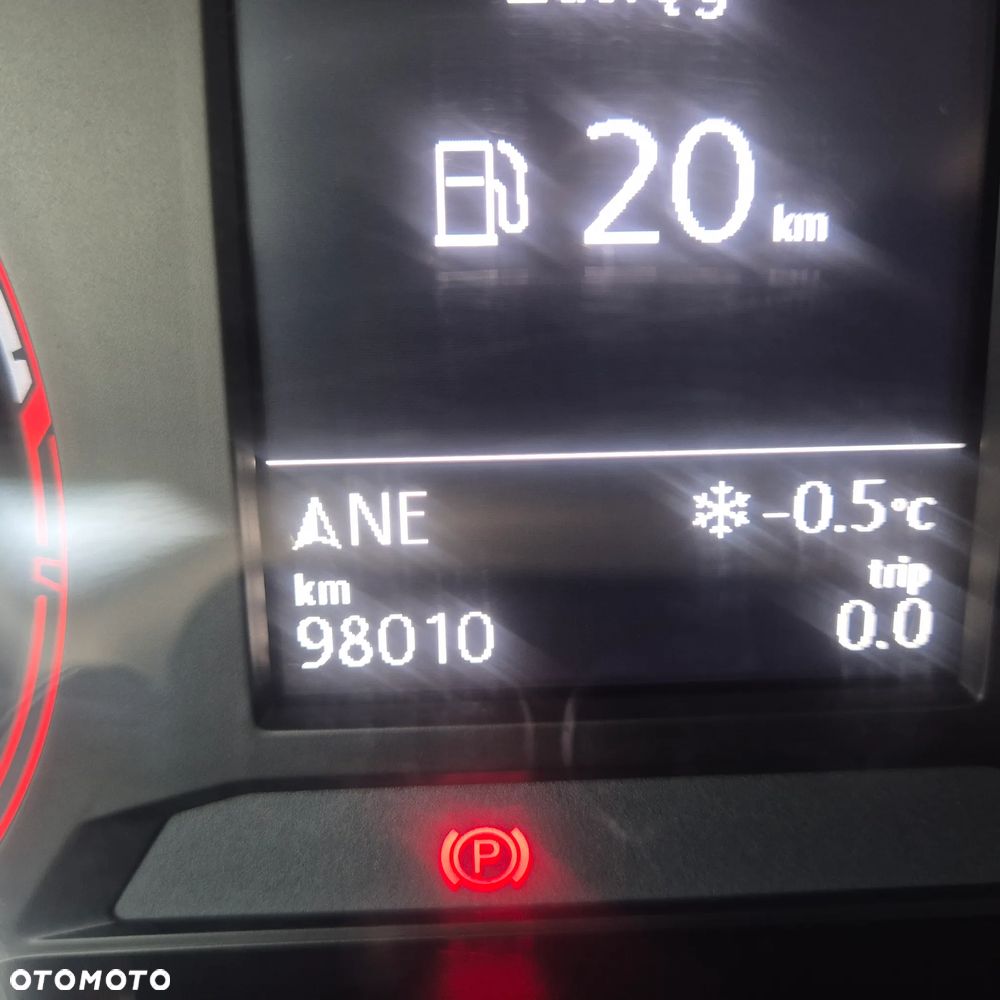 20 km
NE -0.5°C
km trip
98010 0.0
P
OTOMOTO